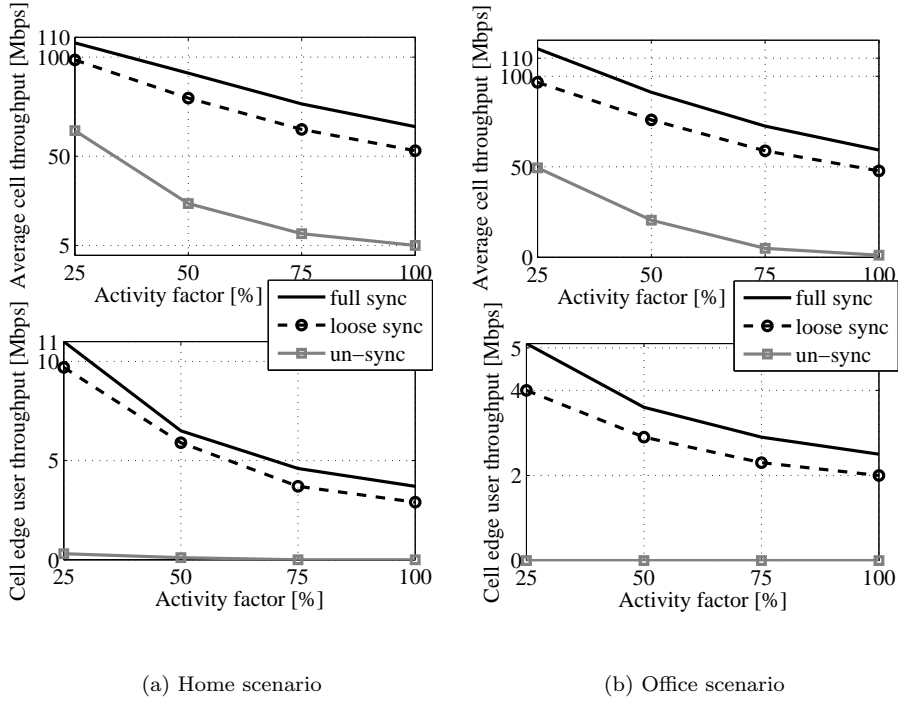 Average cell throughput [Mbps]
110
100
50
5
25
50
75
100
Activity factor [%]
full sync
loose sync
un-sync
Cell edge user throughput [Mbps]
11
10
5
0
25
50
75
100
Activity factor [%]
(a) Home scenario
Average cell throughput [Mbps]
110
100
50
0
25
50
75
100
Activity factor [%]
full sync
loose sync
un-sync
Cell edge user throughput [Mbps]
5
4
2
0
25
50
75
100
Activity factor [%]
(b) Office scenario